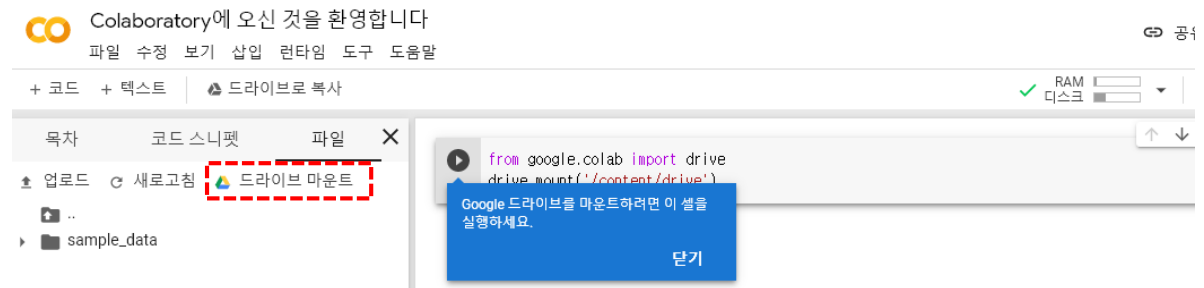 Colaboratory에 오신 것을 환영합니다
파일 수정 보기 삽입 런타임 도구 도움말
+ 코드 + 텍스트 드라이브로 복사
RAM
디스크
목차 코드 스니펫 파일
업로드 새로고침 드라이브 마운트
..
sample_data
from google.colab import drive
drive.mount('/content/drive')
Google 드라이브를 마운트하려면 이 셀을
실행하세요.
닫기